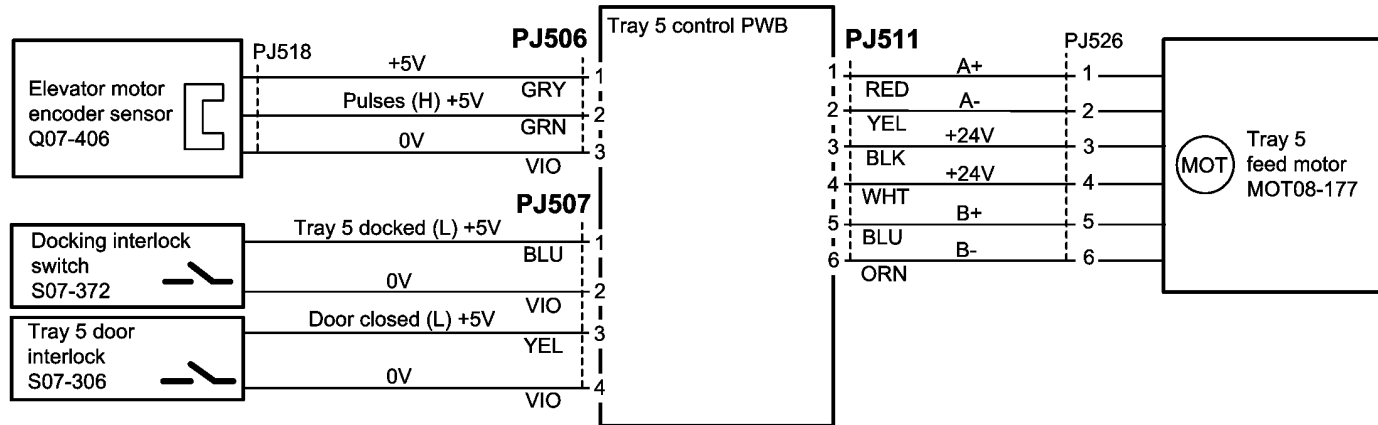 Tray 5 control PWB
PJ506
PJ518
Elevator motor
encoder sensor
Q07-406
+5V
GRY
1
Pulses (H) +5V
GRN
2
0V
VIO
3
PJ507
Docking interlock
switch
S07-372
Tray 5 docked (L) +5V
BLU
1
0V
VIO
2
Tray 5 door
interlock
S07-306
Door closed (L) +5V
YEL
3
0V
VIO
4
PJ511
PJ526
1
RED
A+
1
2
YEL
A-
2
3
BLK
+24V
3
4
WHT
+24V
4
5
BLU
B+
5
6
ORN
B-
6
MOT
Tray 5
feed motor
MOT08-177